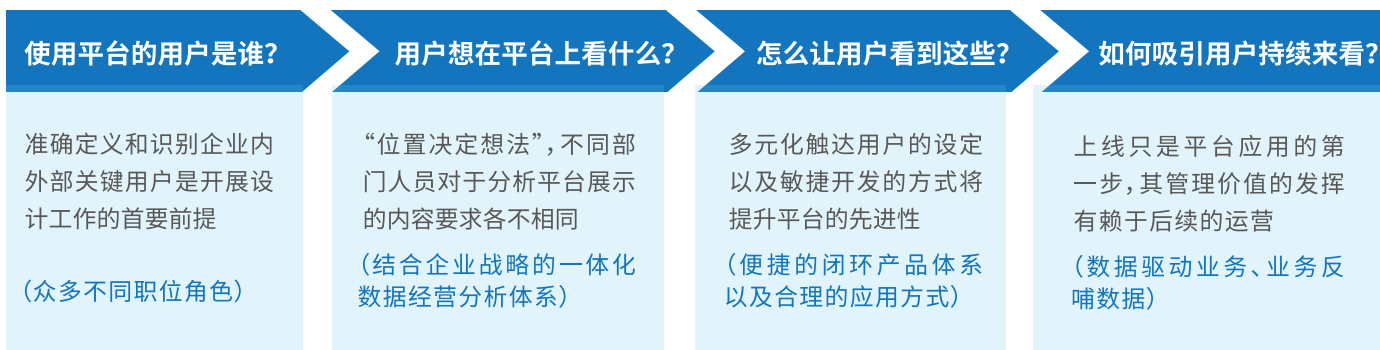 使用平台的用户是谁？
准确定义和识别企业内
外部关键用户是开展设
计工作的首要前提
（众多不同职位角色）
用户想在平台上看什么？
“位置决定想法”，不同部
门人员对于分析平台展示
的内容要求各不相同
（结合企业战略的一体化
数据经营分析体系）
怎么让用户看到这些？
多元化触达用户的设定
以及敏捷开发的方式将
提升平台的先进性
（便捷的闭环产品体系
以及合理的应用方式）
如何吸引用户持续来看？
上线只是平台应用的第
一步，其管理价值的发挥
有赖于后续的运营
（数据驱动业务、业务反
哺数据）